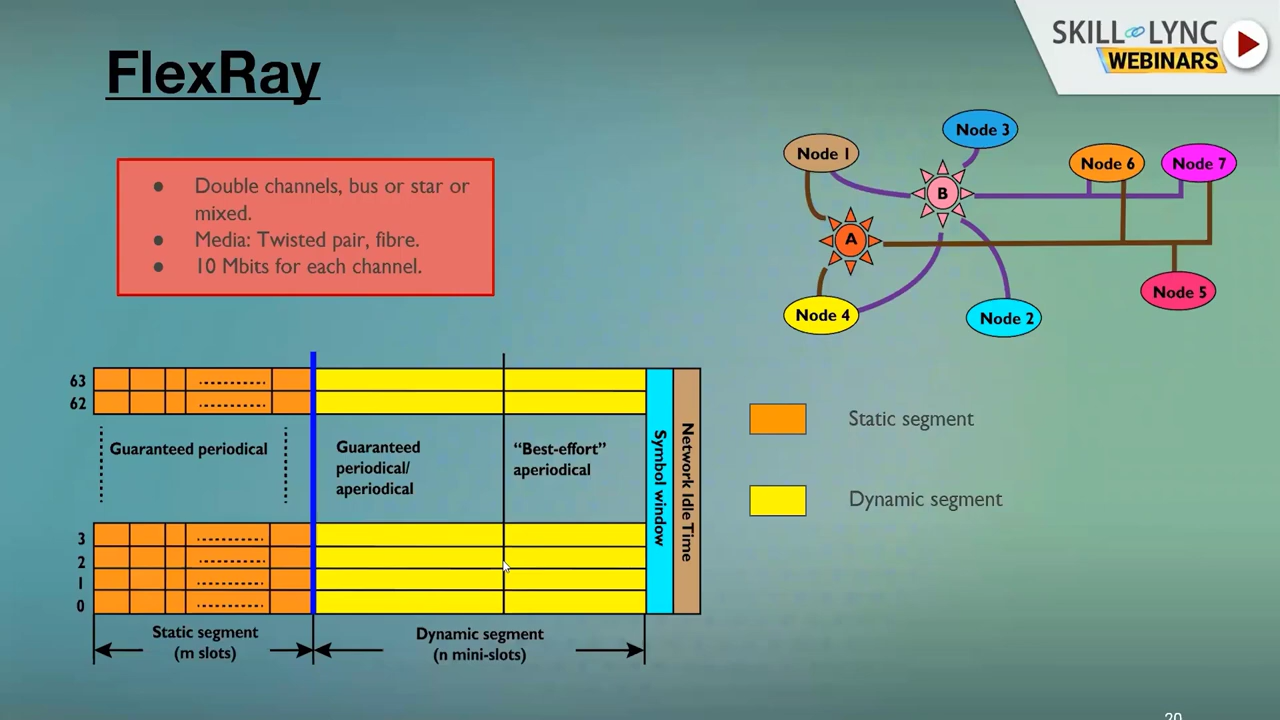 SKILL LYNC
WEBINARS
FlexRay
● Double channels, bus or star or
mixed.
● Media: Twisted pair, fibre.
● 10 Mbits for each channel.
Node 1
Node 3
Node 6
Node 7
B
A
Node 5
Node 4
Node 2
63
62
Guaranteed periodical
Guaranteed
periodical/
aperiodical
“Best-effort”
aperiodical
Symbol window
Network Idle Time
3
2
1
0
Static segment
(m slots)
Dynamic segment
(n mini-slots)
Static segment
Dynamic segment
20